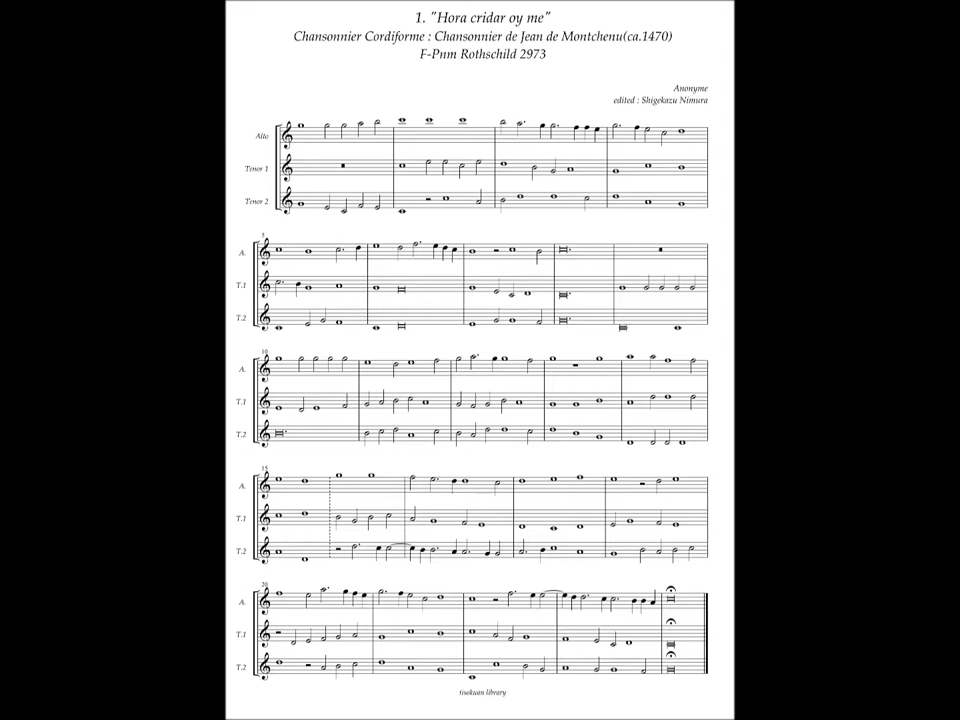 1. "Hora cridar oy me"
Chansonnier Cordiforme : Chansonnier de Jean de Montchenu(ca.1470)
F-Pnm Rothschild 2973
Anonyme
edited : Shigekazu Nimura
Alto
Tenor 1
Tenor 2
5
A.
T.1
T.2
10
A.
T.1
T.2
15
A.
T.1
T.2
20
A.
T.1
T.2
tisokuan library